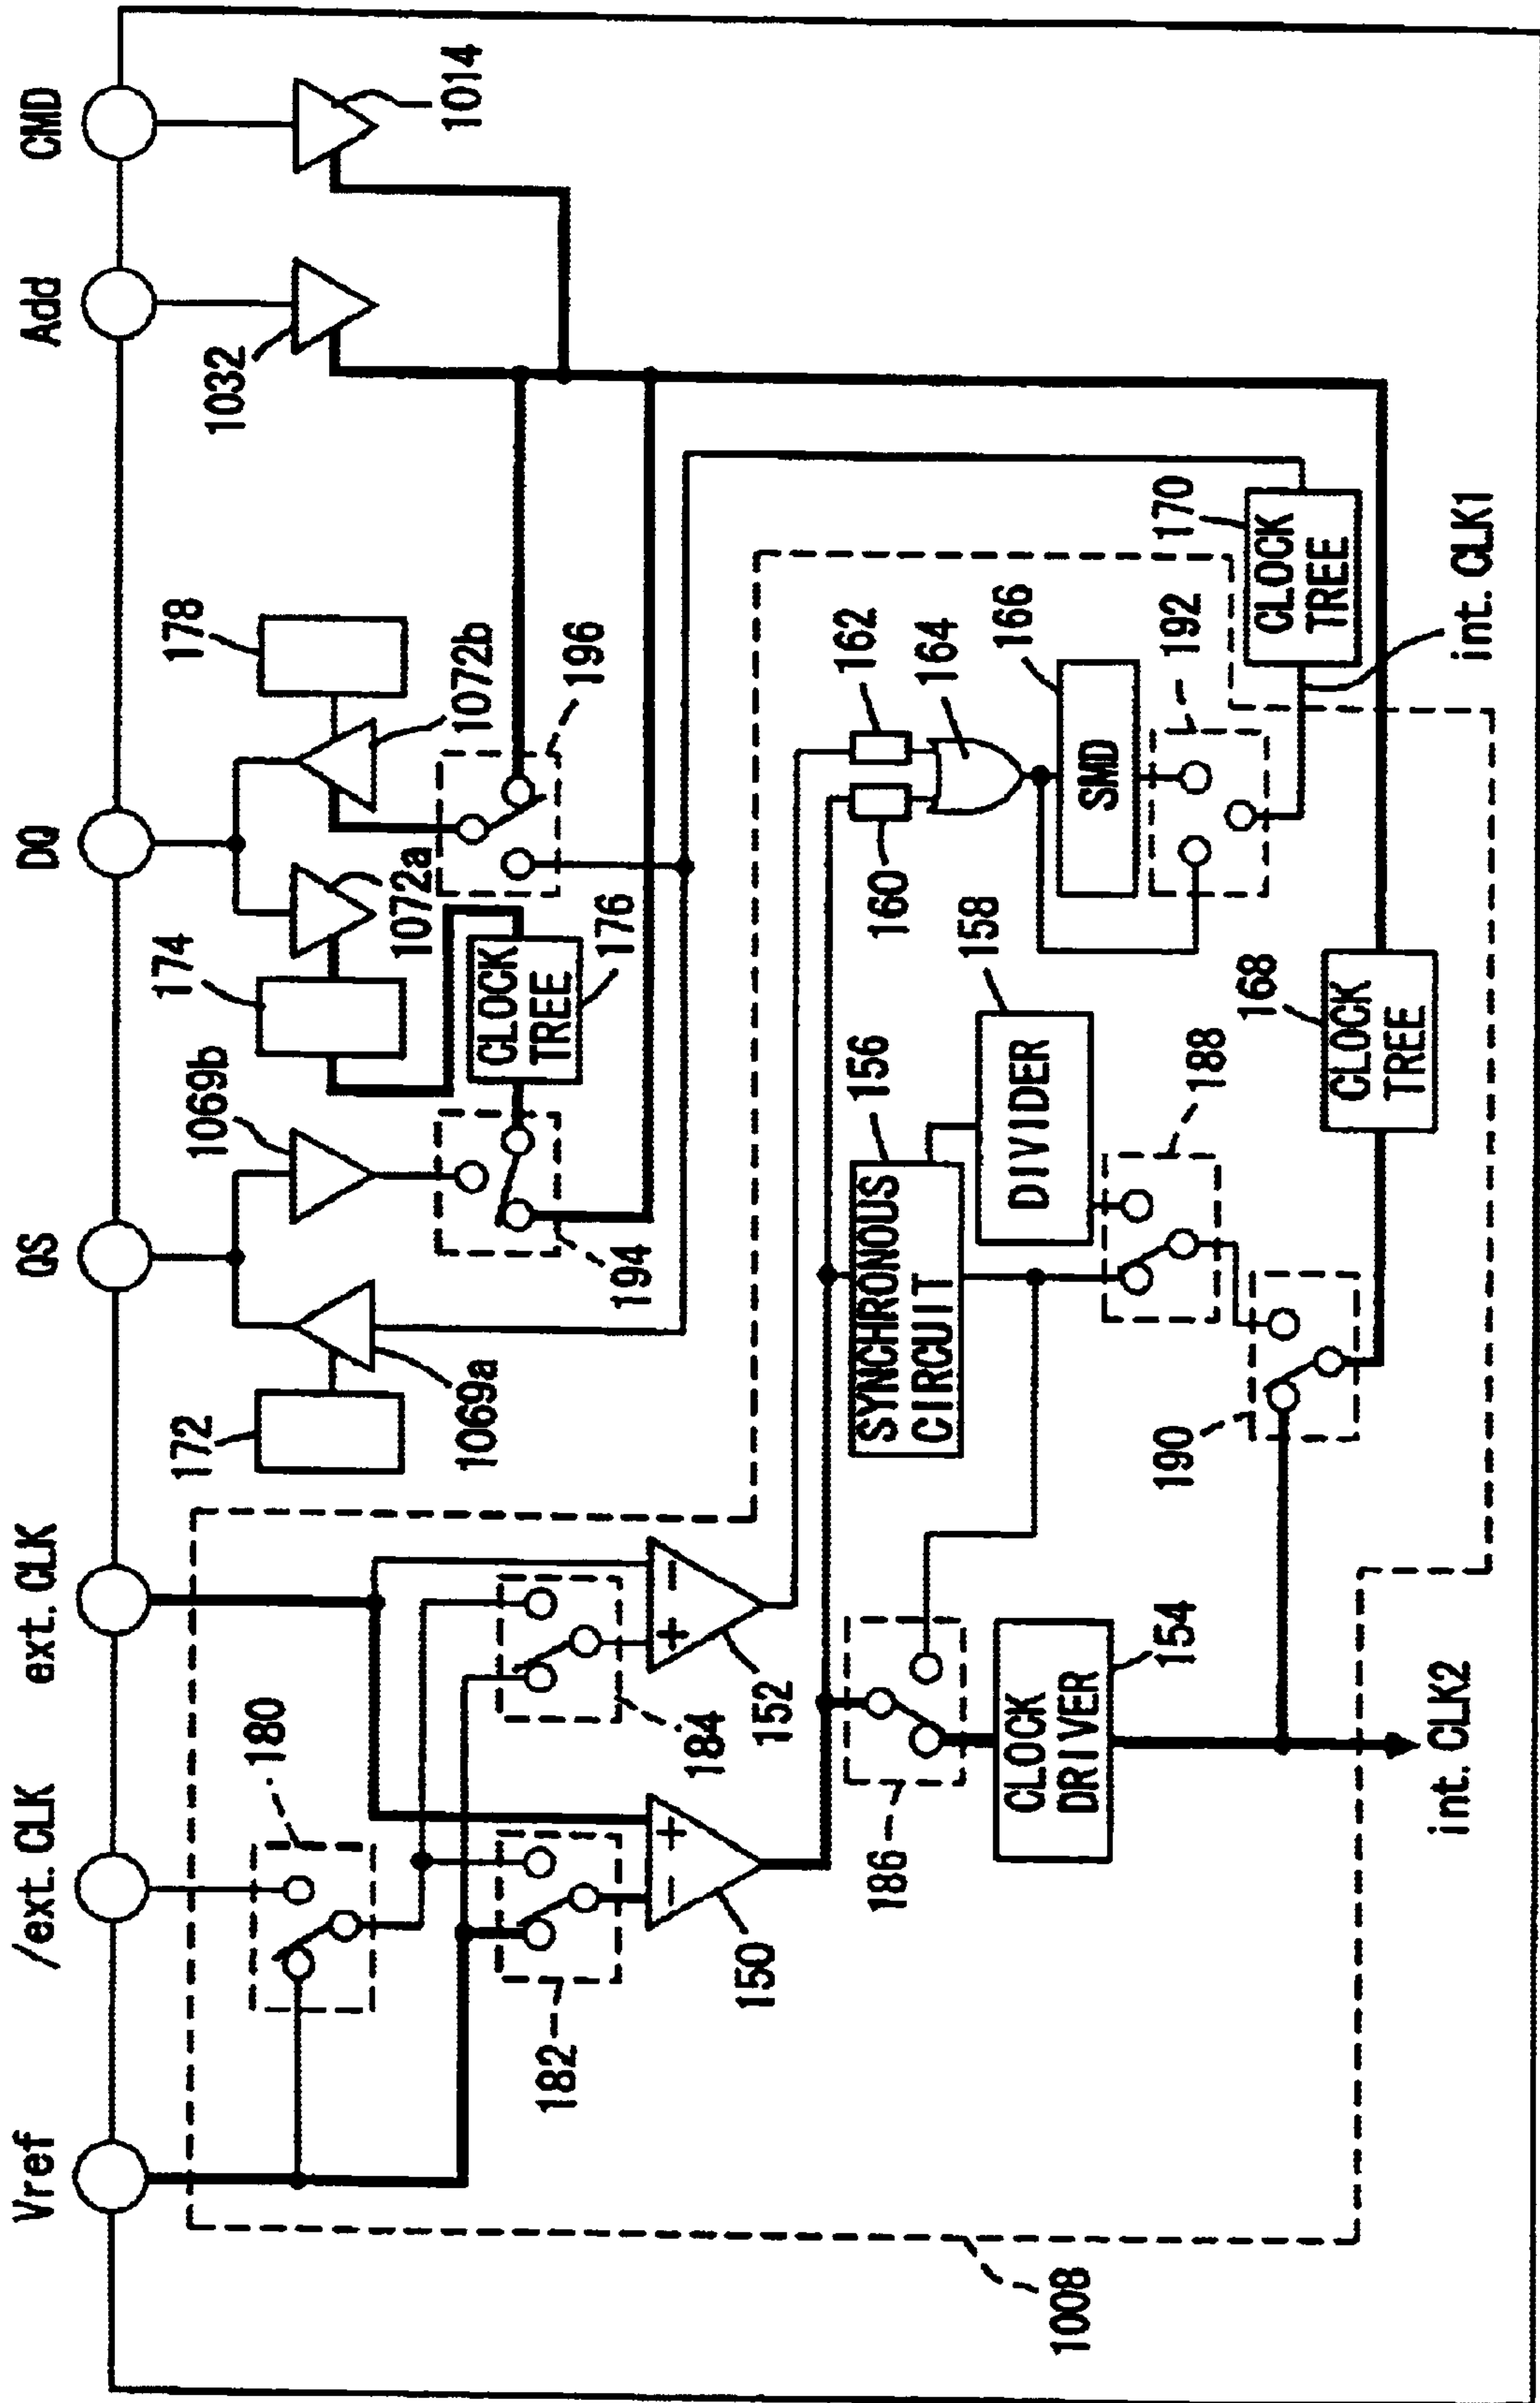 Vref
/ext.CLK
ext.CLK
QS
DQ
Add
CMD
180
172
1069b
174
178
1032
1014
1069a
1072a
1072b
182
184
194
CLOCK
TREE
176
196
150
152
156
160
162
164
SYNCHRONOUS
CIRCUIT
158
DIVIDER
166
SMD
186
CLOCK
DRIVER
154
188
192
170
190
168
CLOCK
TREE
CLOCK
TREE
1008
int.CLK2
int.CLK1